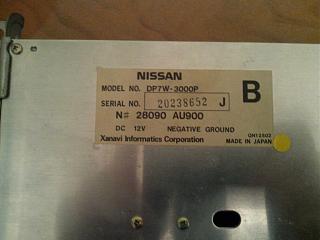 NISSAN
MODEL NO. DP7W-3000P
SERIAL NO. 20238652 J
B
N# 28090 AU900
DC 12V NEGATIVE GROUND
QN12502
Xanavi Informatics Corporation MADE IN JAPAN